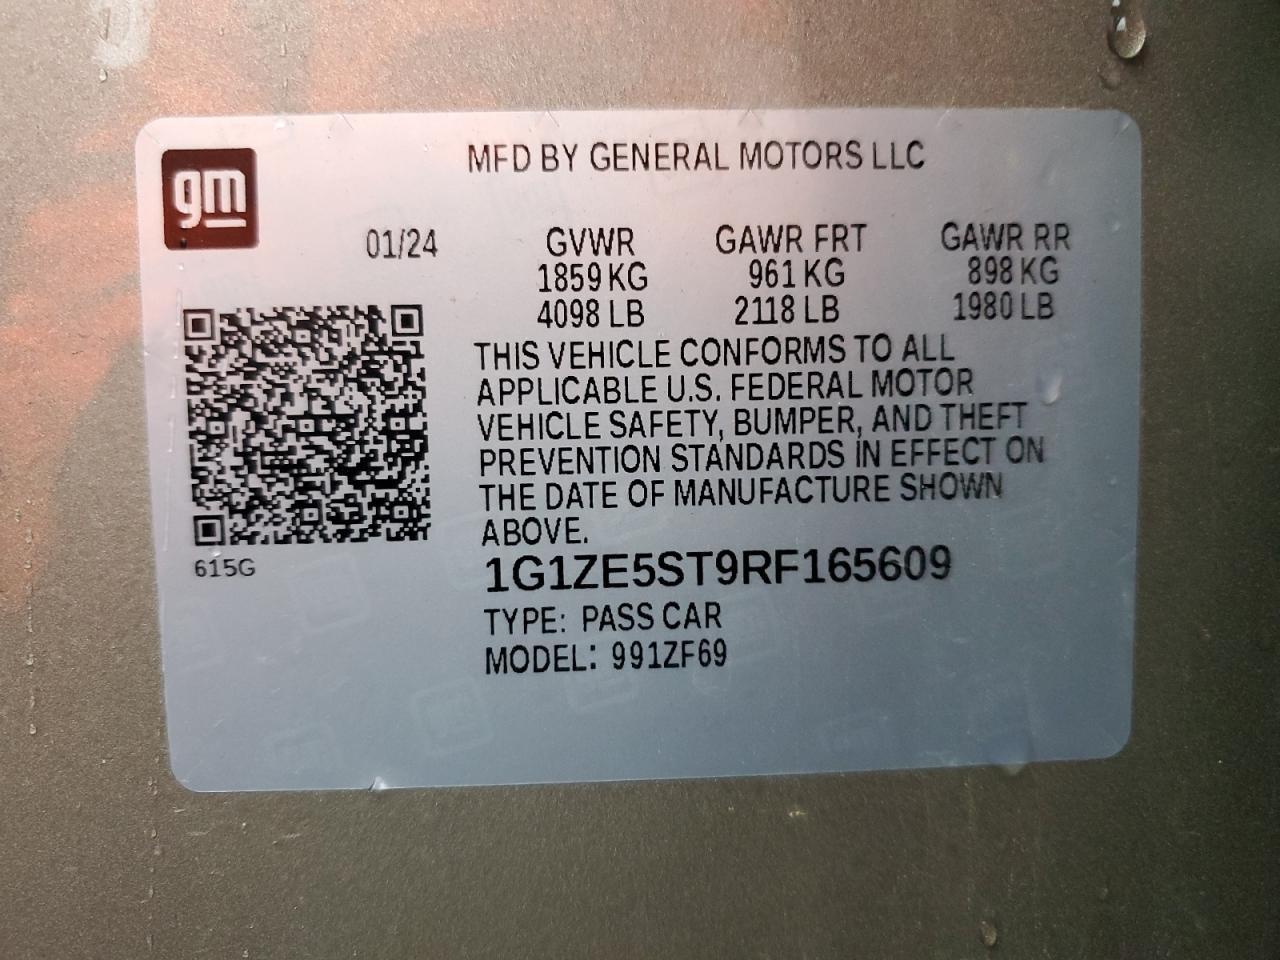 gm
MFD BY GENERAL MOTORS LLC
01/24 GVWR GAWR FRT GAWR RR
1859 KG 961 KG 898 KG
4098 LB 2118 LB 1980 LB
THIS VEHICLE CONFORMS TO ALL
APPLICABLE U.S. FEDERAL MOTOR
VEHICLE SAFETY, BUMPER, AND THEFT
PREVENTION STANDARDS IN EFFECT ON
THE DATE OF MANUFACTURE SHOWN
ABOVE.
615G
1G1ZE5ST9RF165609
TYPE: PASS CAR
MODEL: 991ZF69